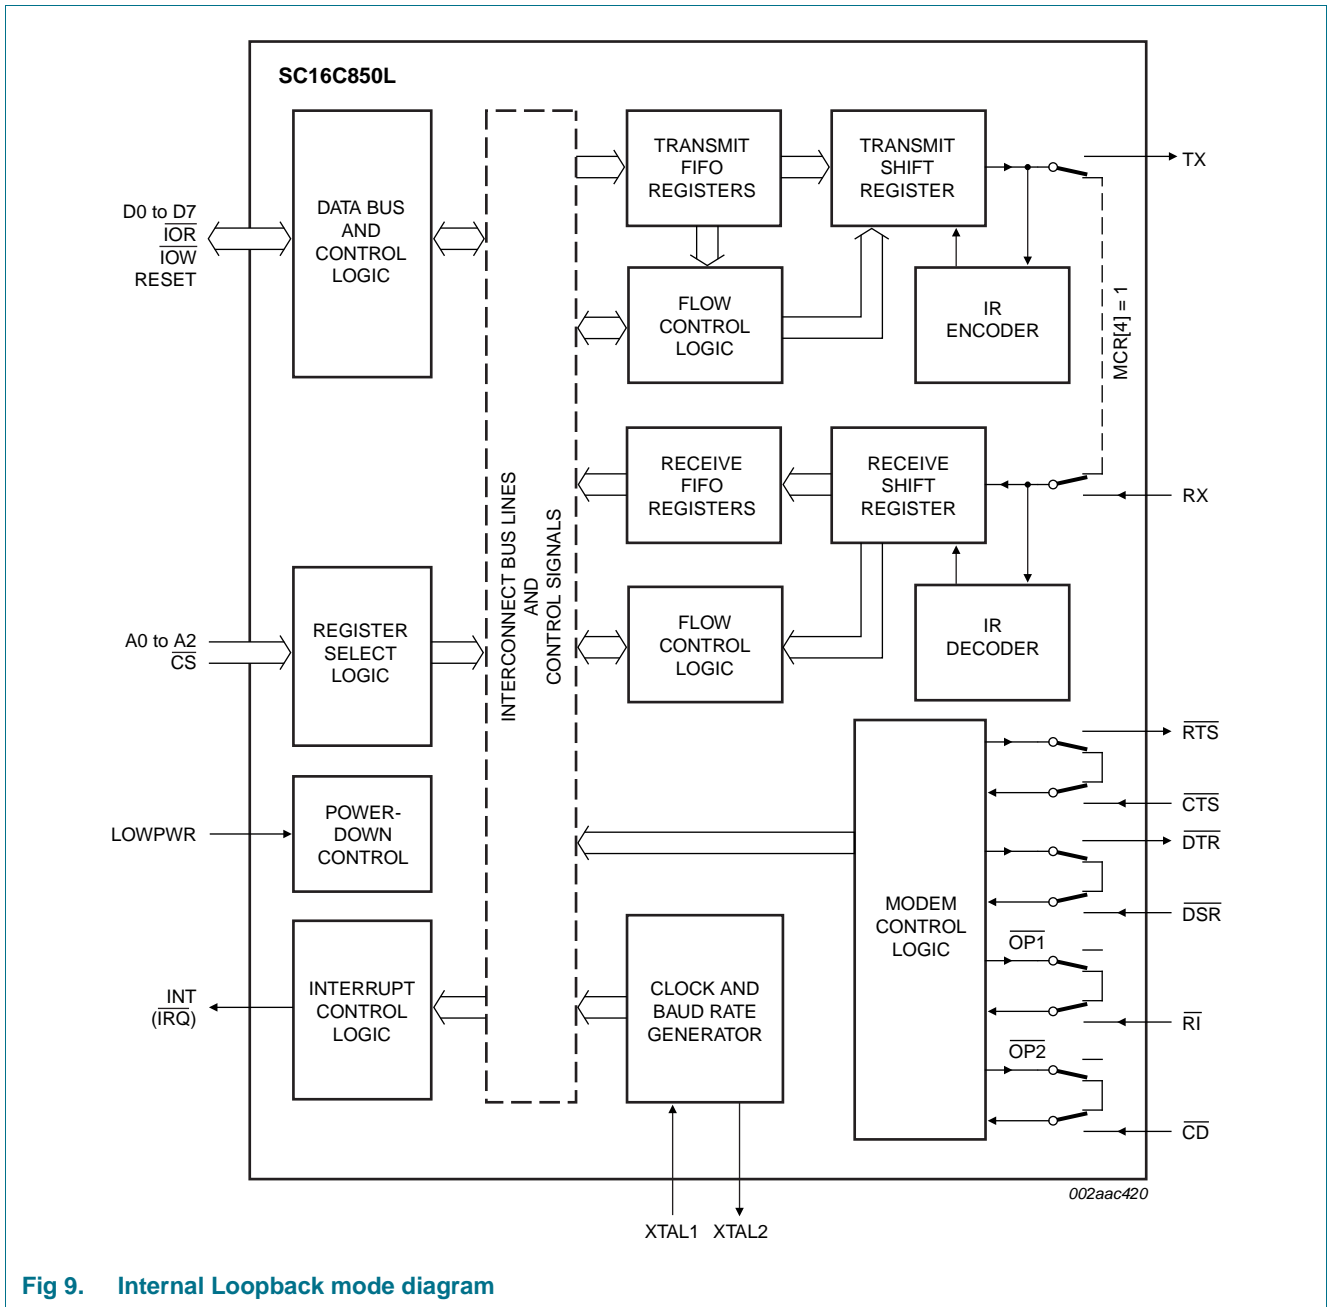 SC16C850L
TRANSMIT
FIFO
REGISTERS
TRANSMIT
SHIFT
REGISTER
TX
D0 to D7
IOR
IOW
RESET
DATA BUS
AND
CONTROL
LOGIC
FLOW
CONTROL
LOGIC
IR
ENCODER
MCR[4] = 1
INTERCONNECT BUS LINES
AND
CONTROL SIGNALS
RECEIVE
FIFO
REGISTERS
RECEIVE
SHIFT
REGISTER
RX
A0 to A2
CS
REGISTER
SELECT
LOGIC
FLOW
CONTROL
LOGIC
IR
DECODER
LOWPWR
POWER-
DOWN
CONTROL
MODEM
CONTROL
LOGIC
RTS
CTS
DTR
DSR
OP1
RI
OP2
CD
INT
(IRQ)
INTERRUPT
CONTROL
LOGIC
CLOCK AND
BAUD RATE
GENERATOR
XTAL1 XTAL2
002aac420
Fig 9. Internal Loopback mode diagram